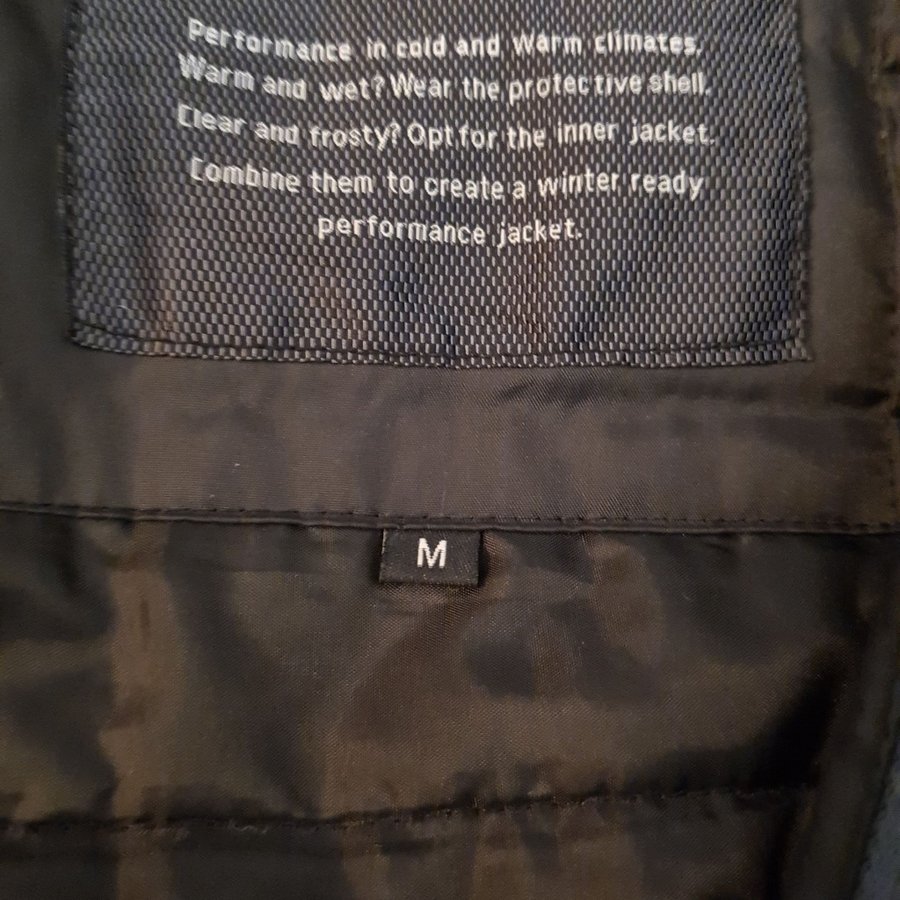 Performance in cold and warm climates.
Warm and wet? Wear the protective shell.
Clear and frosty? Opt for the inner jacket.
Combine them to create a winter ready
performance jacket.
M